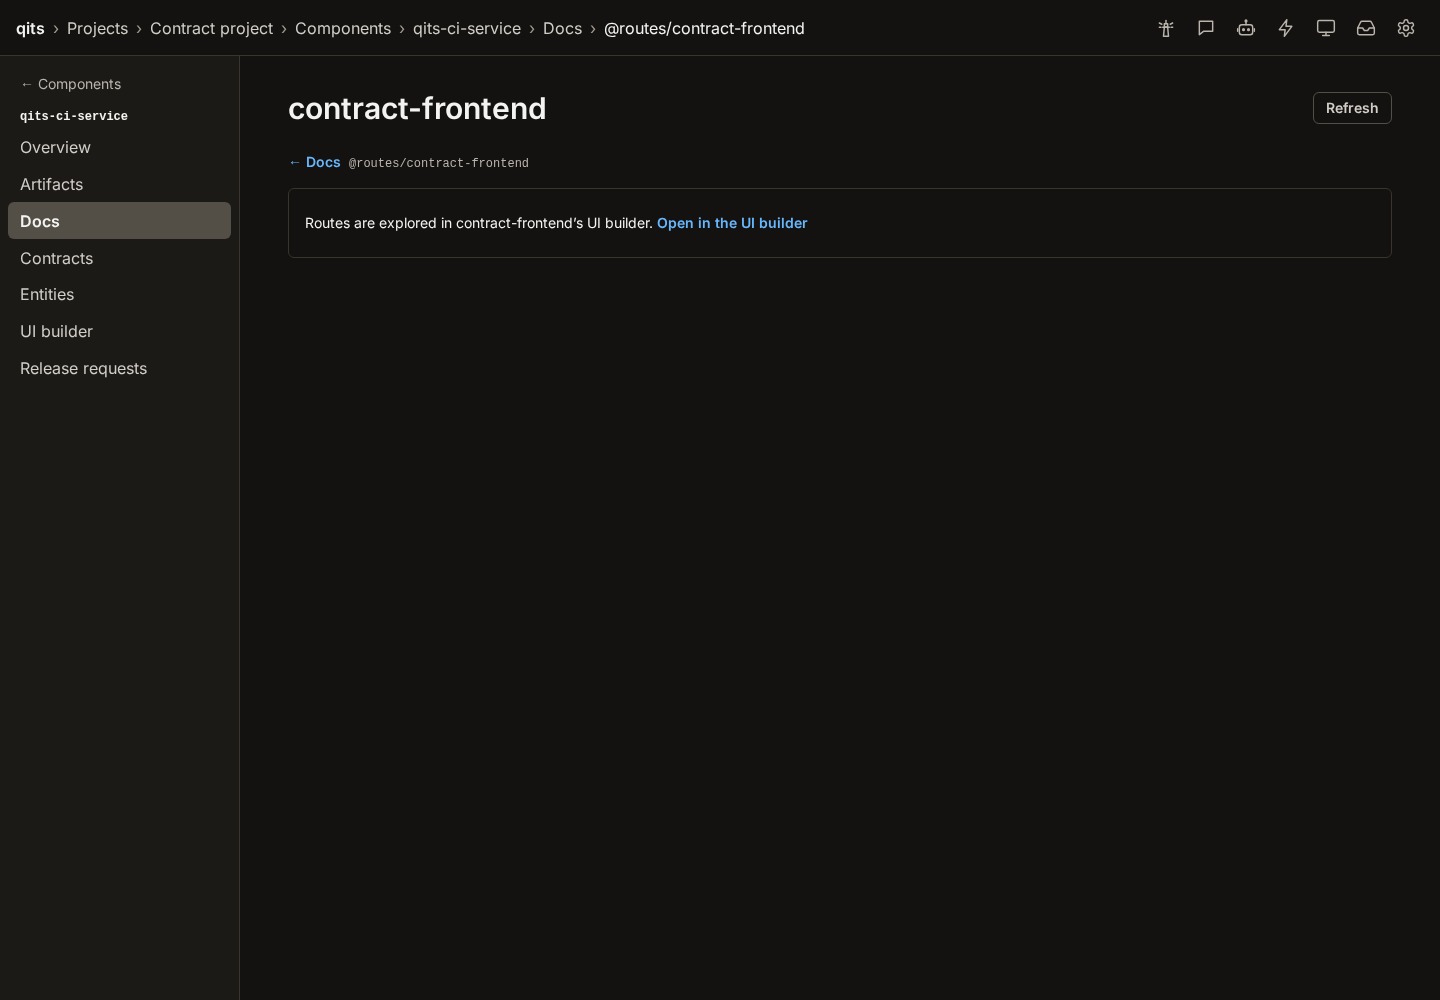 qits › Projects › Contract project › Components › qits-ci-service › Docs › @routes/contract-frontend
← Components
qits-ci-service
Overview
Artifacts
Docs
Contracts
Entities
UI builder
Release requests
contract-frontend
Refresh
← Docs @routes/contract-frontend
Routes are explored in contract-frontend’s UI builder. Open in the UI builder